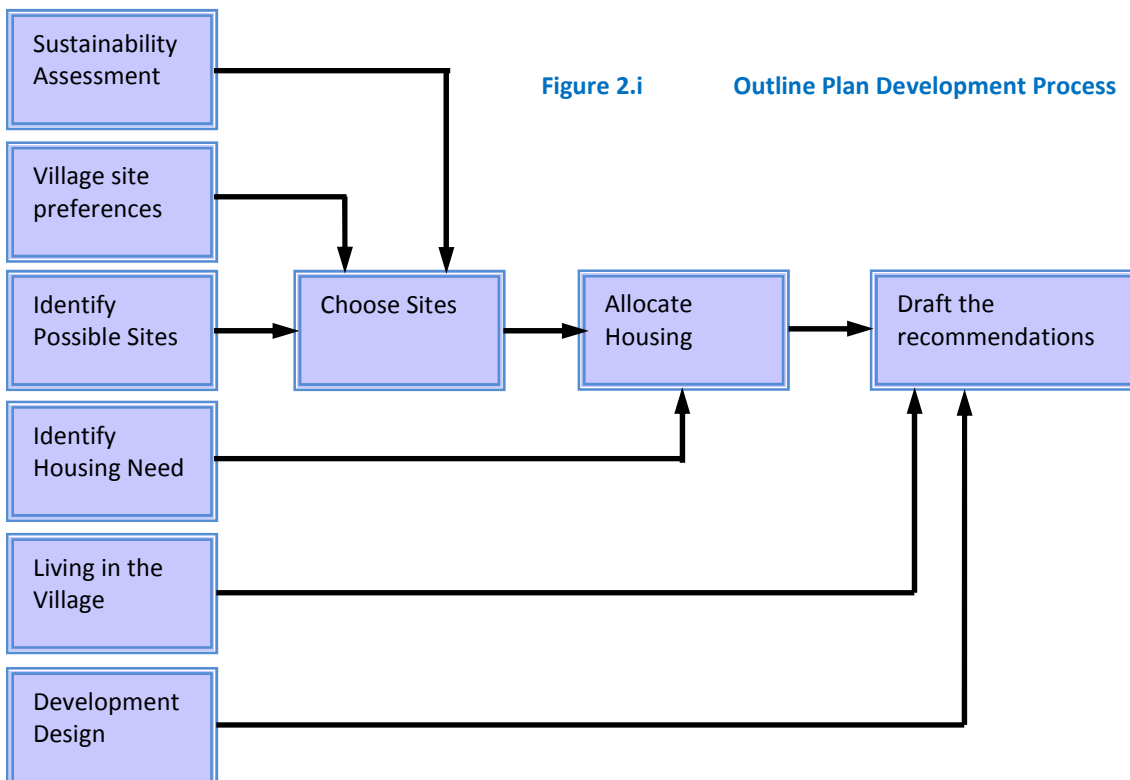 Sustainability
Assessment
Figure 2.i Outline Plan Development Process
Village site
preferences
Identify
Possible Sites
Choose Sites
Allocate
Housing
Draft the
recommendations
Identify
Housing Need
Living in the
Village
Development
Design